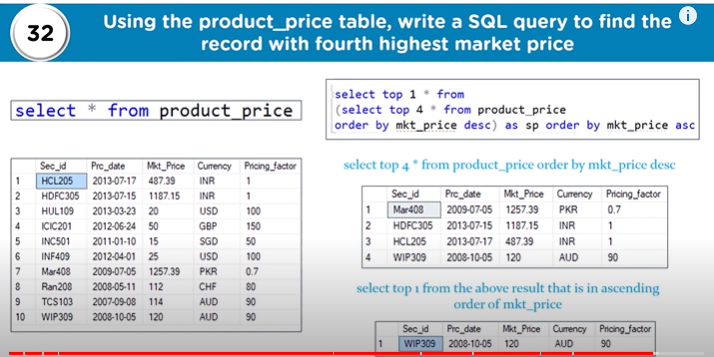 32
Using the product_price table, write a SQL query to find the
record with fourth highest market price
i
select * from product_price
select top 1 * from
(select top 4 * from product_price
order by mkt_price desc) as sp order by mkt_price asc
Sec_id Prc_date Mkt_Price Currency Pricing_factor
1 HCL205 2013-07-17 487.39 INR 1
2 HDFC305 2013-07-15 1187.15 INR 1
3 HUL109 2013-03-23 20 USD 100
4 ICIC201 2012-06-24 50 GBP 150
5 INC501 2011-01-10 15 SGD 50
6 INF409 2012-04-01 25 USD 100
7 Mar408 2009-07-05 1257.39 PKR 0.7
8 Ran208 2008-05-11 112 CHF 80
9 TCS103 2007-09-08 114 AUD 90
10 WIP309 2008-10-05 120 AUD 90
select top 4 * from product_price order by mkt_price desc
Sec_id Prc_date Mkt_Price Currency Pricing_factor
1 Mar408 2009-07-05 1257.39 PKR 0.7
2 HDFC305 2013-07-15 1187.15 INR 1
3 HCL205 2013-07-17 487.39 INR 1
4 WIP309 2008-10-05 120 AUD 90
select top 1 from the above result that is in ascending
order of mkt_price
Sec_id Prc_date Mkt_Price Currency Pricing_factor
1 WIP309 2008-10-05 120 AUD 90